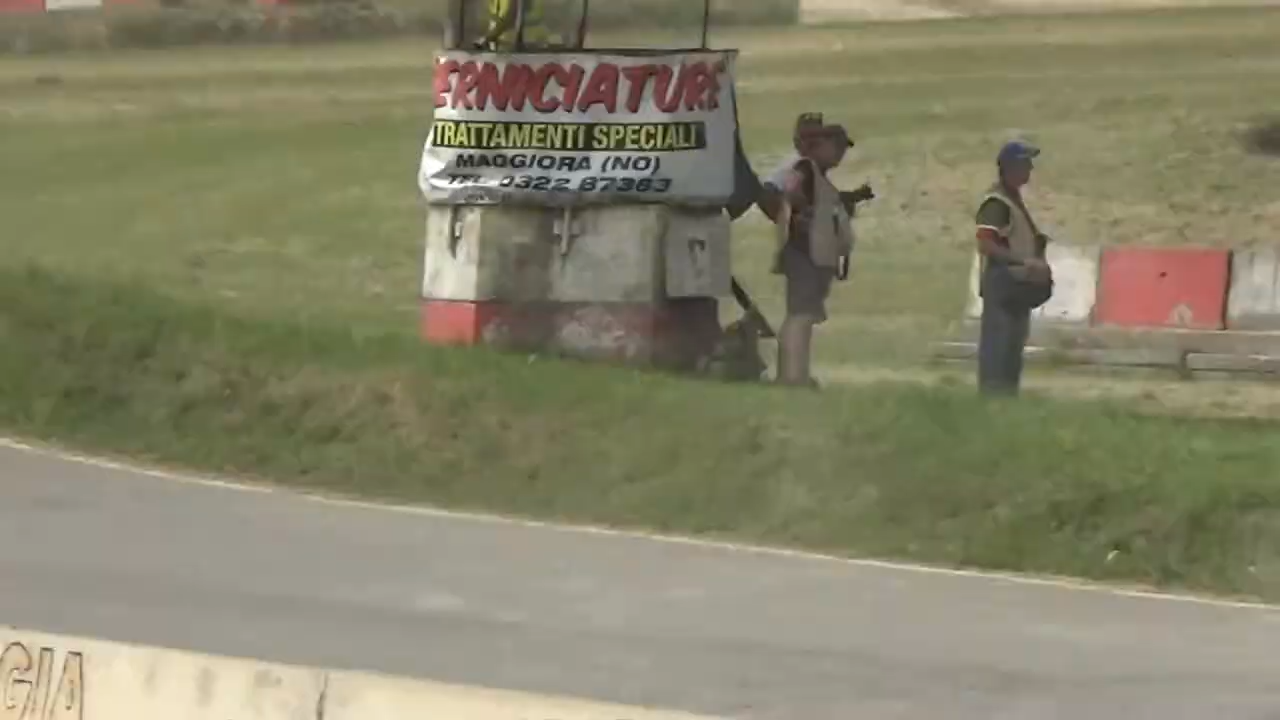 ERNICIATURE
TRATTAMENTI SPECIALI
MAGGIORA (NO)
TEL. 0322 87383
GIA